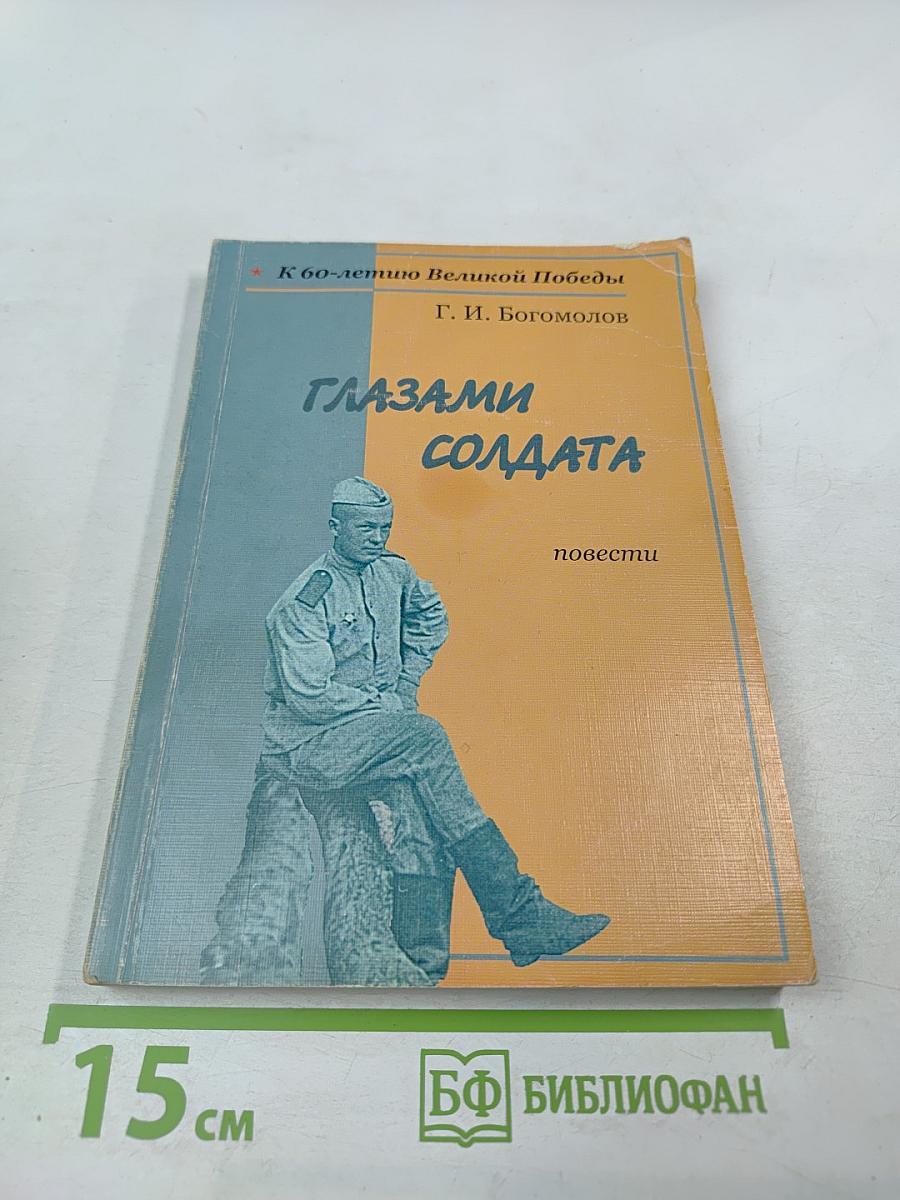 ★ К 60-летию Великой Победы
Г. И. Богомолов
ГЛАЗАМИ
СОЛДАТА
повести
15 см
БФ БИБЛИОФАН